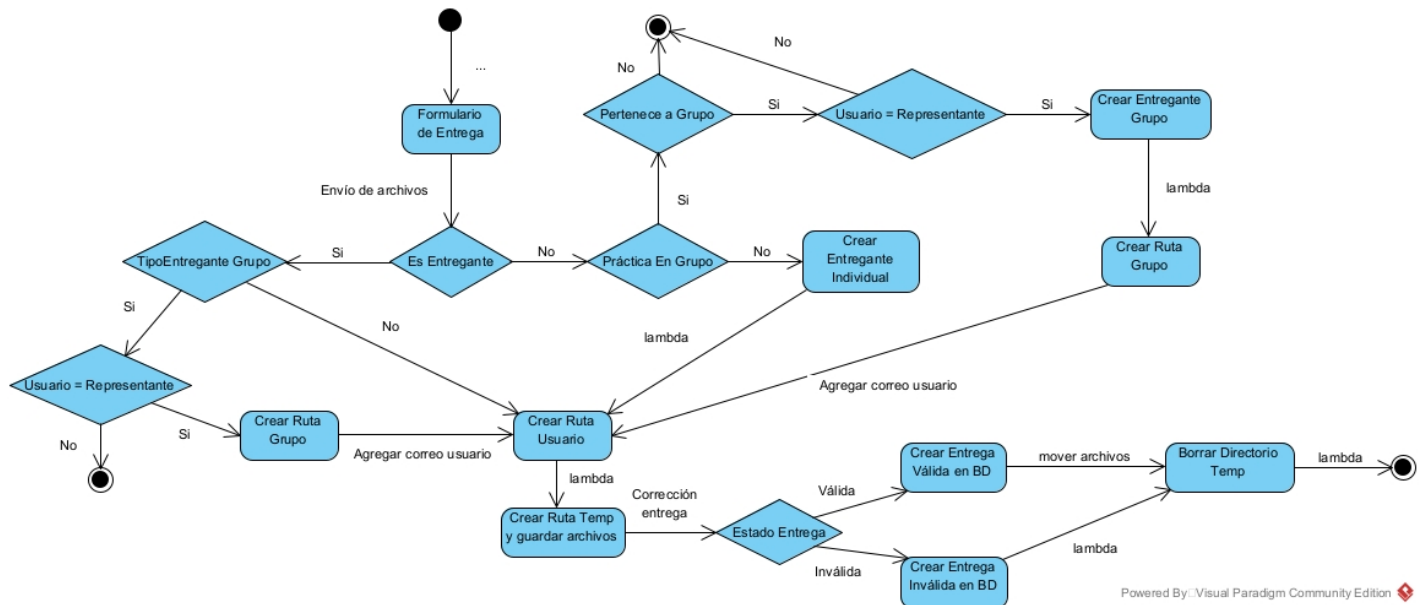 ...
No
No
Formulario
de Entrega
Pertenece a Grupo
Si
Usuario = Representante
Si
Crear Entregante
Grupo
Envío de archivos
Si
lambda
TipoEntregante Grupo
Si
Es Entregante
No
Práctica En Grupo
No
Crear
Entregante
Individual
Crear Ruta
Grupo
Si
No
lambda
Usuario = Representante
Agregar correo usuario
No
Si
Crear Ruta
Grupo
Agregar correo usuario
Crear Ruta
Usuario
lambda
Crear Ruta Temp
y guardar archivos
Corrección
entrega
Estado Entrega
Válida
Inválida
Crear Entrega
Válida en BD
mover archivos
Crear Entrega
Inválida en BD
lambda
Borrar Directorio
Temp
lambda
Powered By Visual Paradigm Community Edition